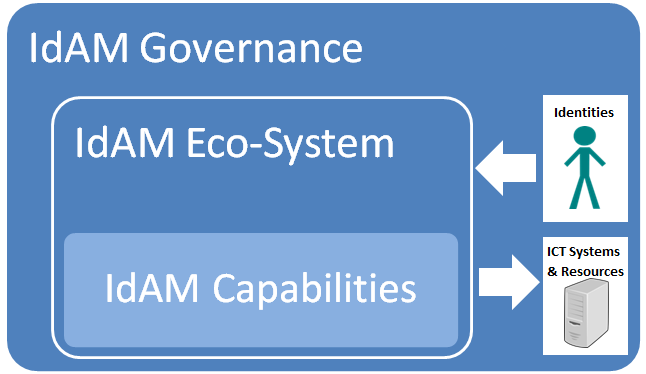 IdAM Governance
IdAM Eco-System
Identities
IdAM Capabilities
ICT Systems
& Resources